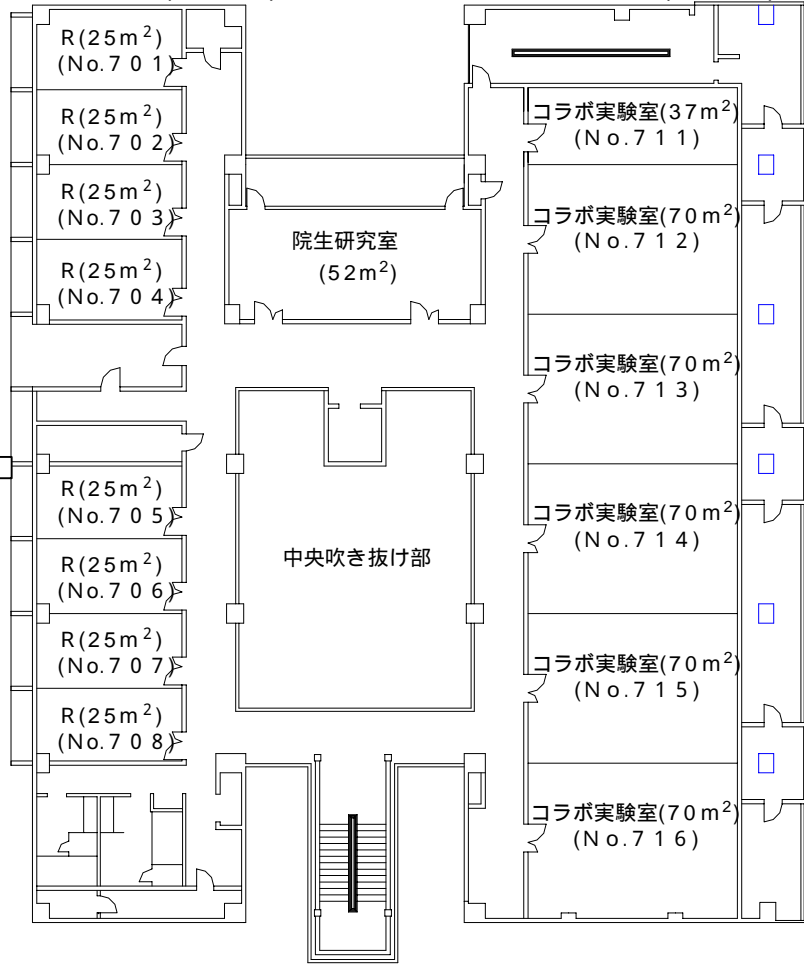 R(25m²)
(No.701)
R(25m²)
(No.702)
R(25m²)
(No.703)
R(25m²)
(No.704)
R(25m²)
(No.705)
R(25m²)
(No.706)
R(25m²)
(No.707)
R(25m²)
(No.708)
院生研究室
(52m²)
中央吹き抜け部
コラボ実験室(37m²)
(No.711)
コラボ実験室(70m²)
(No.712)
コラボ実験室(70m²)
(No.713)
コラボ実験室(70m²)
(No.714)
コラボ実験室(70m²)
(No.715)
コラボ実験室(70m²)
(No.716)